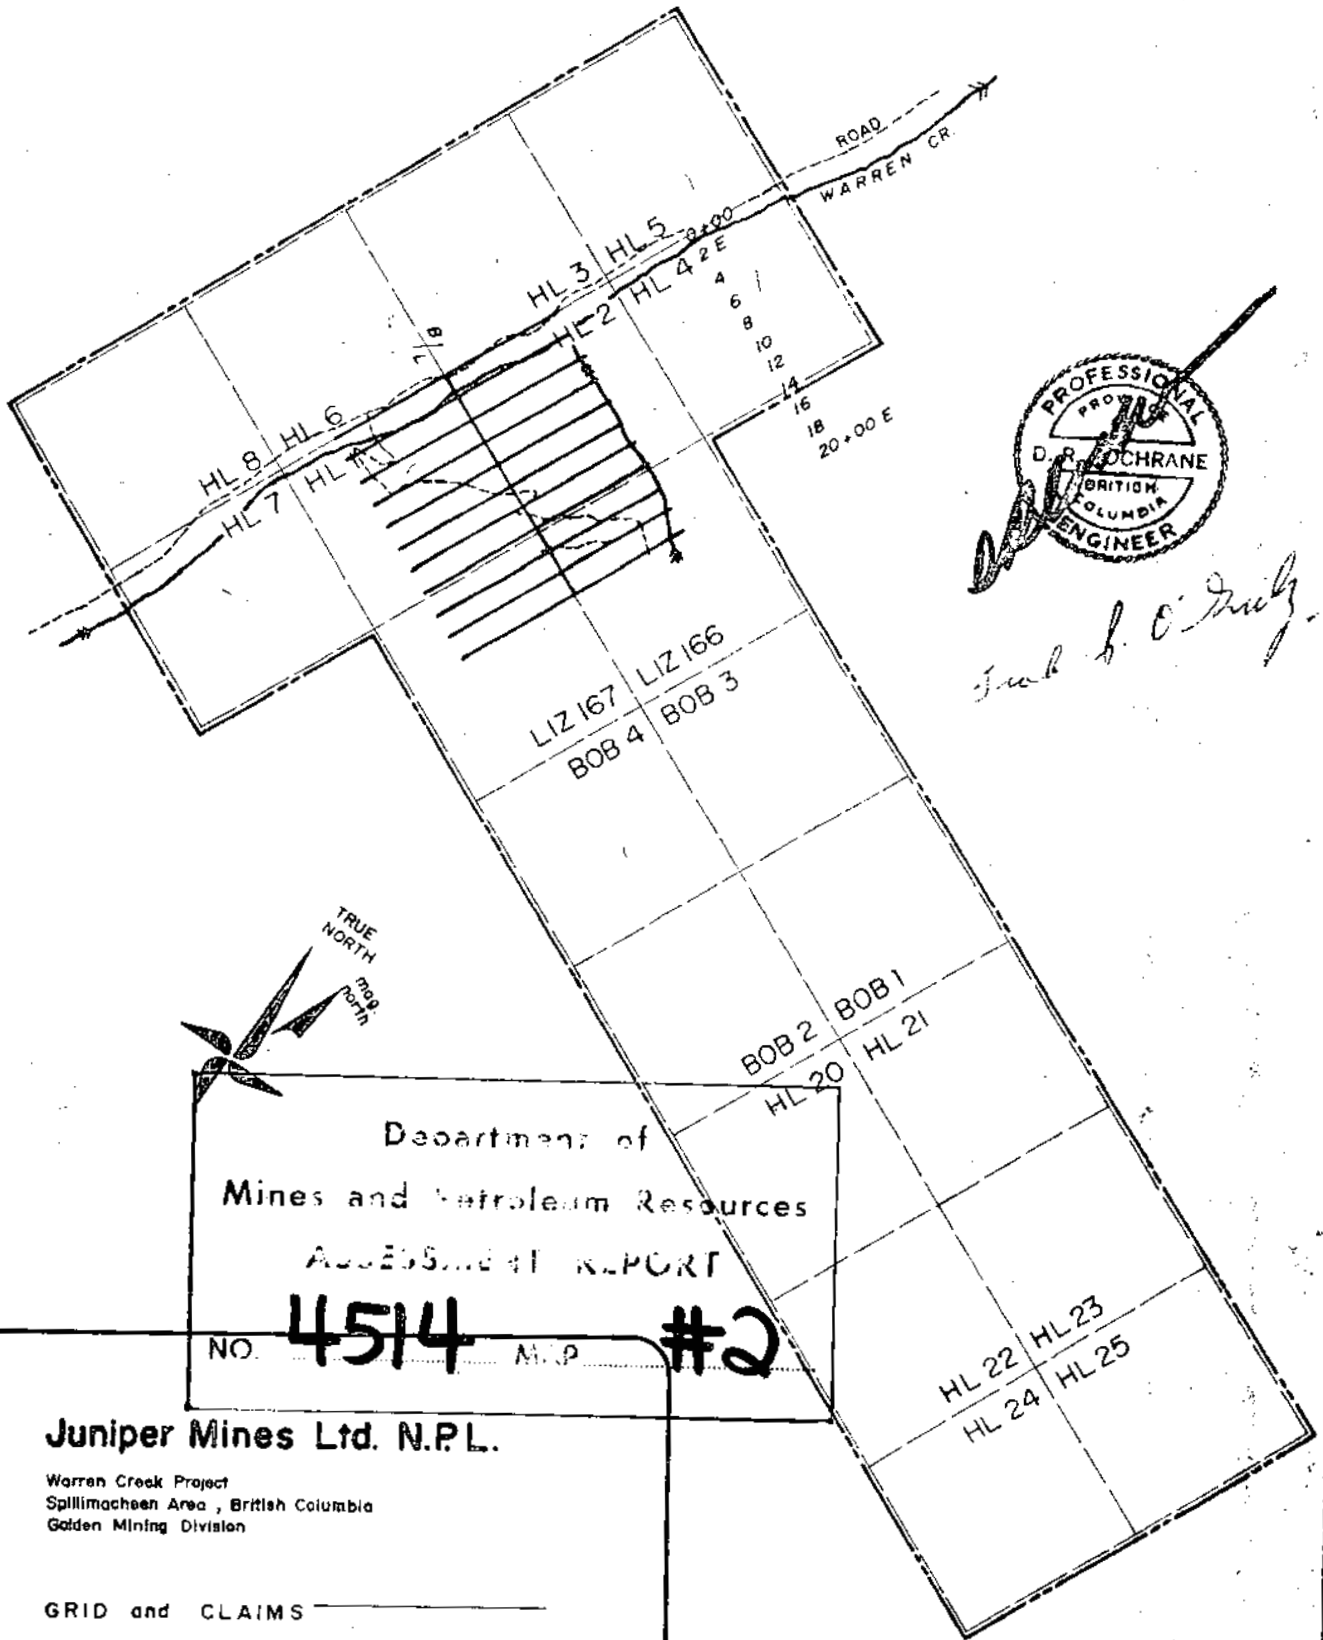 ROAD
WARREN CR.
0+00
2 E
4
6
8
10
12
14
16
18
20+00 E
B/L
HL 3 HL 5
HL 2 HL 4
HL 8 HL 6
HL 7 HL
PROFESSIONAL
PROVINCE OF
D. R. COCHRANE
BRITISH
COLUMBIA
ENGINEER
LIZ 167 LIZ 166
BOB 4 BOB 3
TRUE
NORTH
mag.
north
BOB 2 BOB 1
HL 20 HL 21
Department of
Mines and Petroleum Resources
ASSESSMENT REPORT
NO. 4514 MAP #2
HL 22 HL 23
HL 24 HL 25
Juniper Mines Ltd. N.P.L.
Warren Creek Project
Spillimacheen Area , British Columbia
Golden Mining Division
GRID and CLAIMS